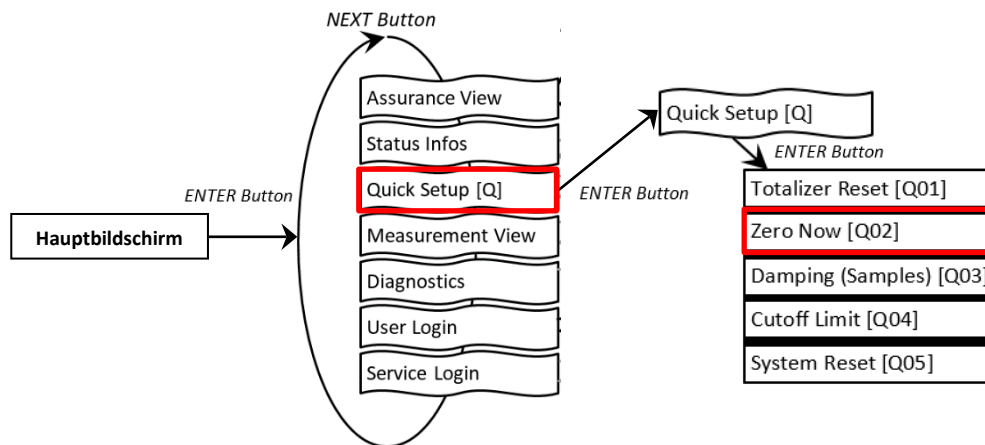 NEXT Button
Assurance View
Status Infos
Quick Setup [Q]
Measurement View
Diagnostics
User Login
Service Login
ENTER Button
Hauptbildschirm
ENTER Button
Quick Setup [Q]
ENTER Button
Totalizer Reset [Q01]
Zero Now [Q02]
Damping (Samples) [Q03]
Cutoff Limit [Q04]
System Reset [Q05]